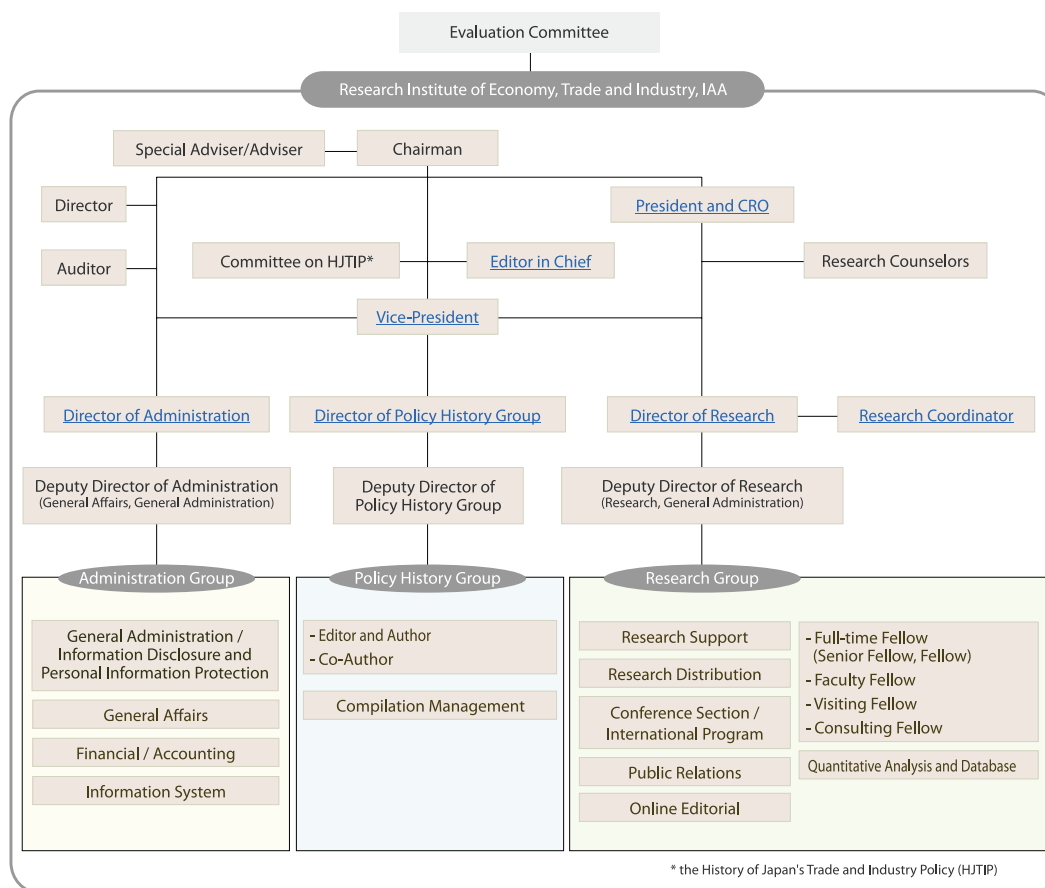 Evaluation Committee
Research Institute of Economy, Trade and Industry, IAA
Special Adviser/Adviser
Chairman
Director
President and CRO
Auditor
Committee on HJTIP*
Editor in Chief
Research Counselors
Vice-President
Director of Administration
Director of Policy History Group
Director of Research
Research Coordinator
Deputy Director of Administration
(General Affairs, General Administration)
Deputy Director of
Policy History Group
Deputy Director of Research
(Research, General Administration)
Administration Group
General Administration /
Information Disclosure and
Personal Information Protection
General Affairs
Financial / Accounting
Information System
Policy History Group
- Editor and Author
- Co-Author
Compilation Management
Research Group
Research Support
Research Distribution
Conference Section /
International Program
Public Relations
Online Editorial
- Full-time Fellow
(Senior Fellow, Fellow)
- Faculty Fellow
- Visiting Fellow
- Consulting Fellow
Quantitative Analysis and Database
* the History of Japan's Trade and Industry Policy (HJTIP)